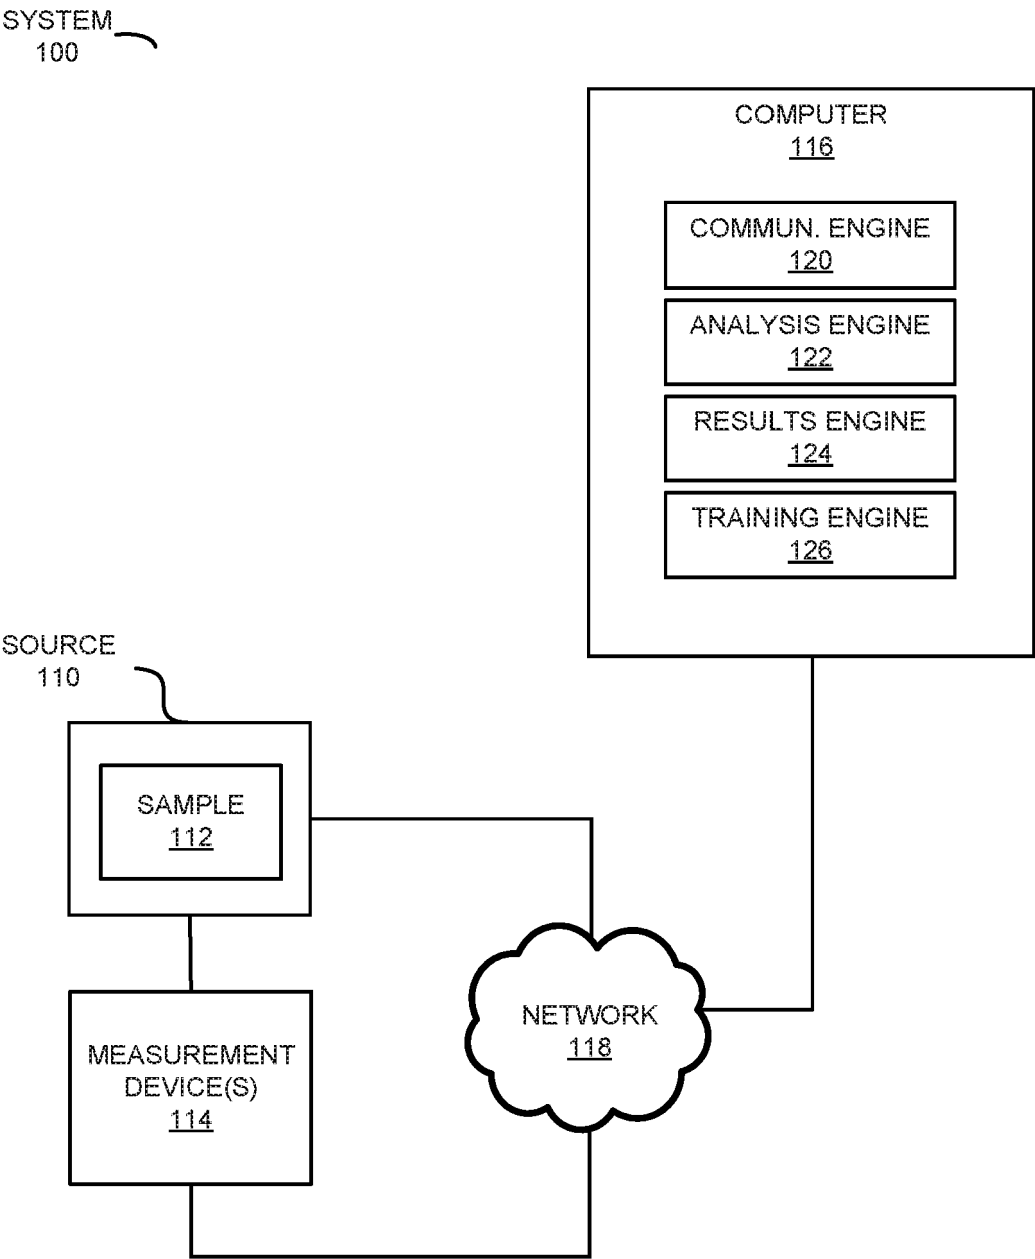 SYSTEM
100
COMPUTER
116
COMMUN. ENGINE
120
ANALYSIS ENGINE
122
RESULTS ENGINE
124
TRAINING ENGINE
126
SOURCE
110
SAMPLE
112
MEASUREMENT
DEVICE(S)
114
NETWORK
118